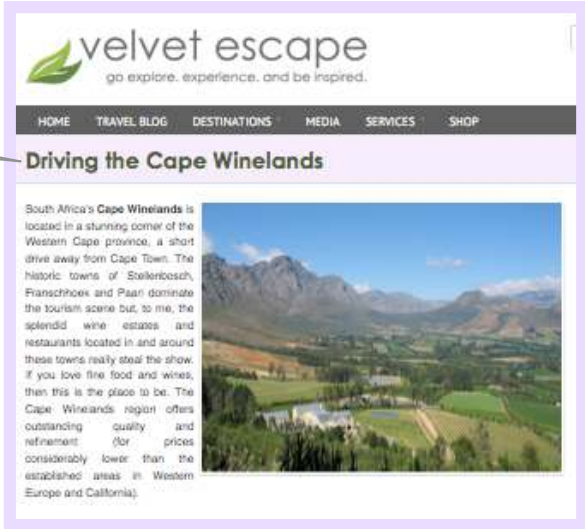 velvet escape
go explore. experience. and be inspired.
HOME TRAVEL BLOG DESTINATIONS MEDIA SERVICES SHOP
Driving the Cape Winelands
South Africa's Cape Winelands is
located in a stunning corner of the
Western Cape province, a short
drive away from Cape Town. The
historic towns of Stellenbosch,
Franschhoek and Paarl dominate
the tourism scene but, to me, the
splendid wine estates and
restaurants located in and around
these towns really steal the show.
If you love fine food and wines,
then this is the place to be. The
Cape Winelands region offers
outstanding quality and
refinement (for prices
considerably lower than the
established areas in Western
Europe and California).